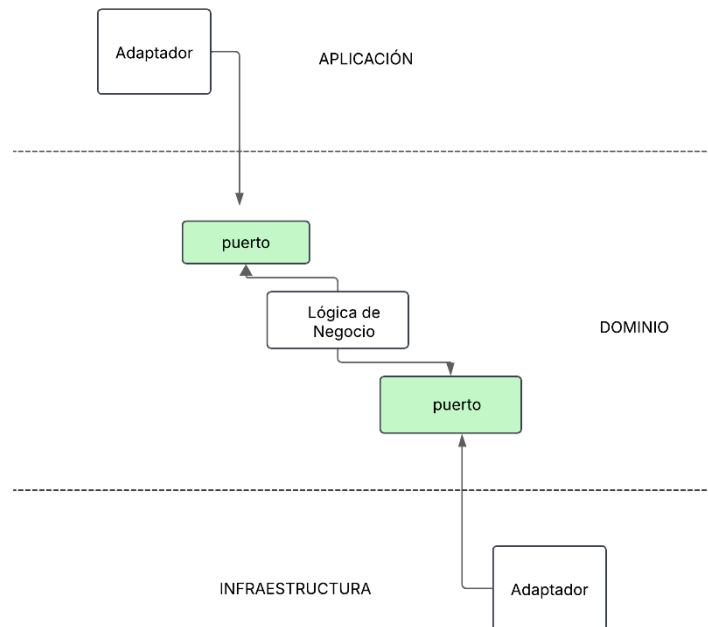 Adaptador
APLICACIÓN
puerto
Lógica de
Negocio
DOMINIO
puerto
INFRAESTRUCTURA
Adaptador